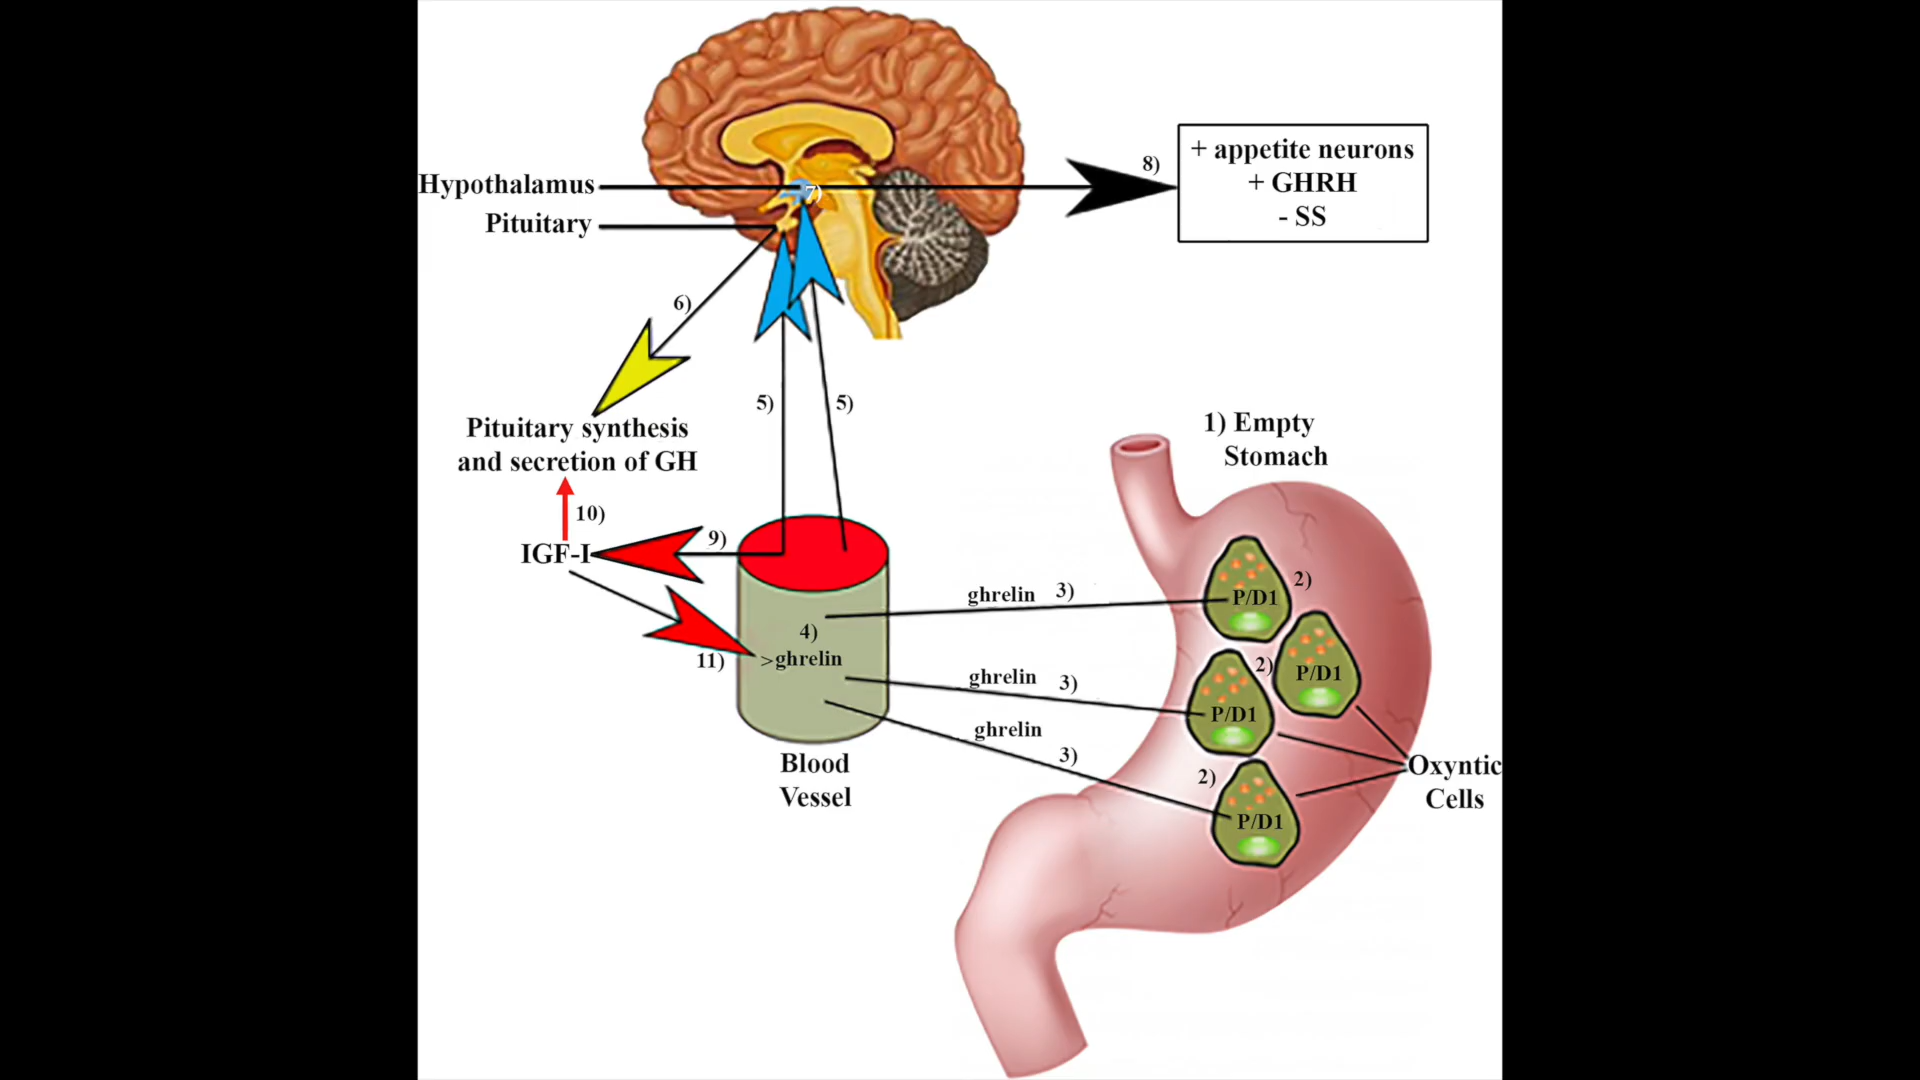 8)
+ appetite neurons
+ GHRH
- SS
Hypothalamus
7)
Pituitary
6)
5)
5)
Pituitary synthesis
and secretion of GH
10)
IGF-I
9)
11)
4)
>ghrelin
Blood
Vessel
ghrelin 3)
ghrelin 3)
ghrelin
3)
1) Empty
Stomach
2)
P/D1
2)
P/D1
P/D1
2)
P/D1
Oxyntic
Cells